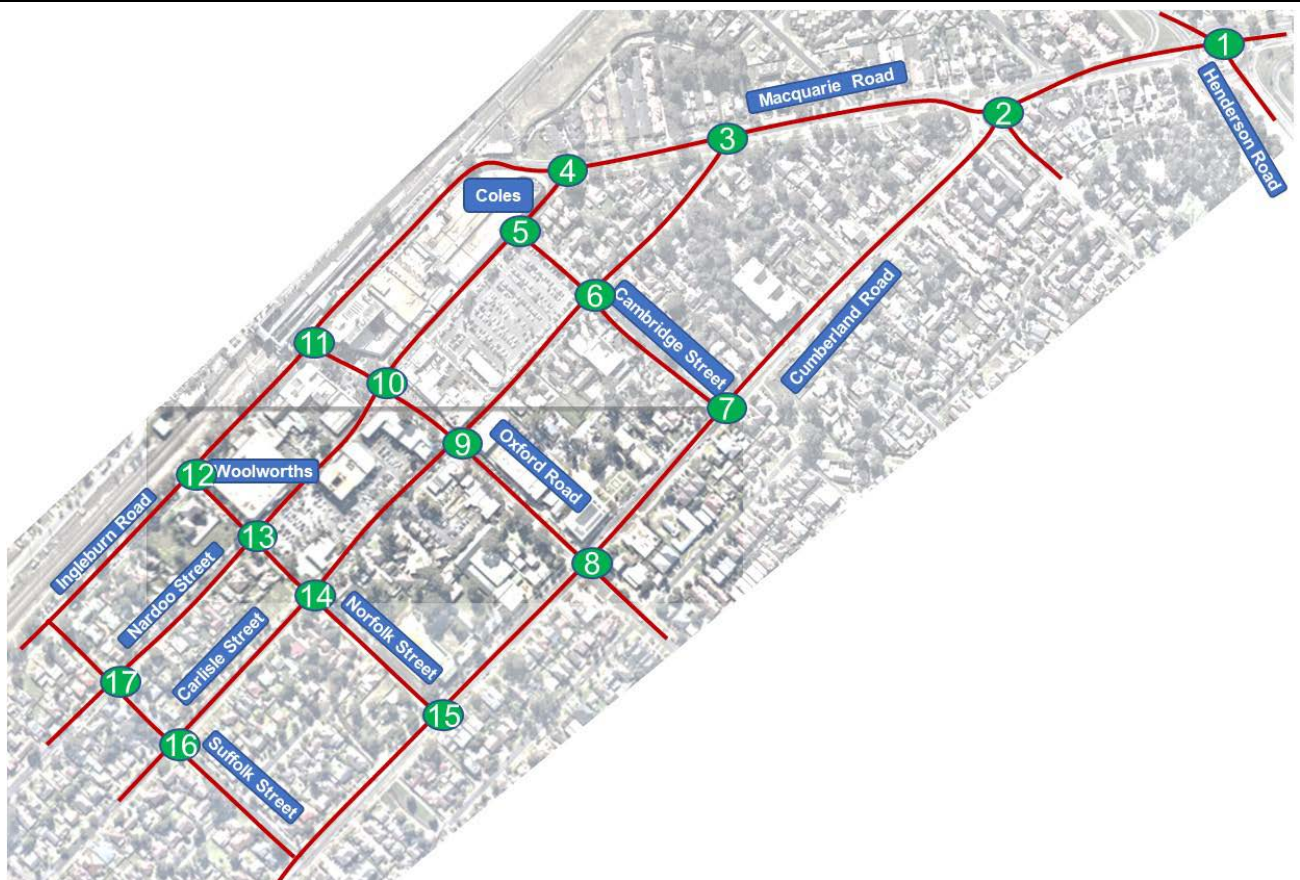 1
Henderson Road
2
Macquarie Road
3
4
Coles
5
6
Cambridge Street
Cumberland Road
7
11
10
9
Oxford Road
12
Woolworths
8
13
Ingleburn Road
Nardoo Street
14
Norfolk Street
Carlisle Street
17
15
16
Suffolk Street